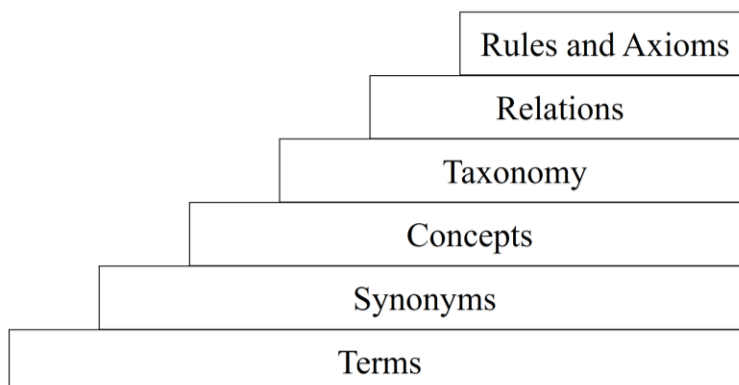 Rules and Axioms
Relations
Taxonomy
Concepts
Synonyms
Terms